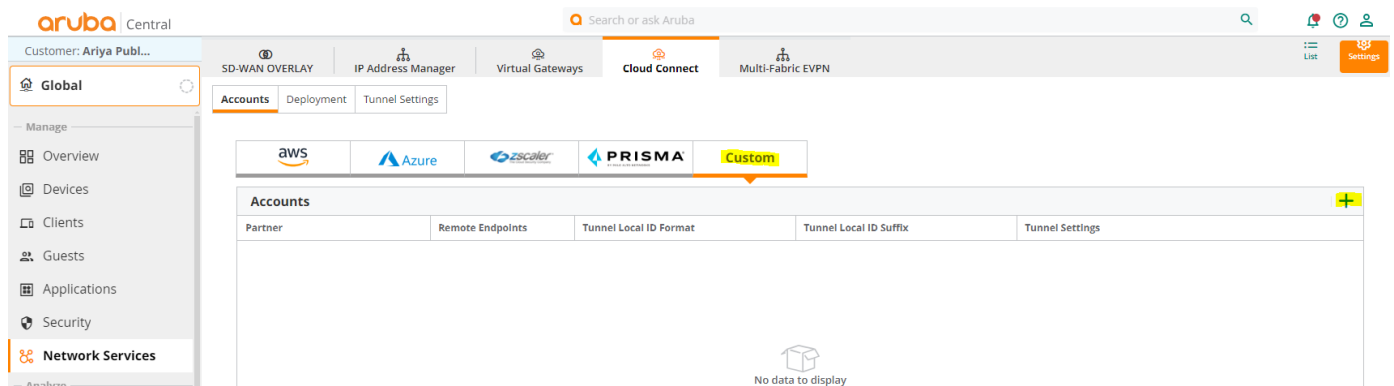 aruba Central
Search or ask Aruba
Customer: Ariya Publ...
SD-WAN OVERLAY
IP Address Manager
Virtual Gateways
Cloud Connect
Multi-Fabric EVPN
List
Settings
Global
Accounts
Deployment
Tunnel Settings
Manage
Overview
Devices
Clients
Guests
Applications
Security
Network Services
Analyze
aws
Azure
zscaler
PRISMA
Custom
Accounts
Partner
Remote Endpoints
Tunnel Local ID Format
Tunnel Local ID Suffix
Tunnel Settings
No data to display